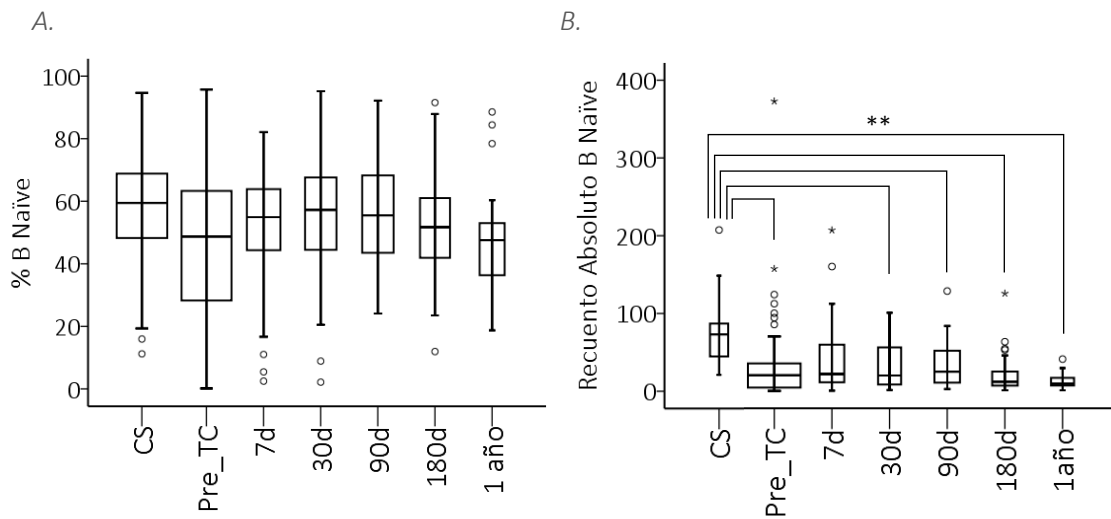 A.
B.
% B Naïve
100
80
60
40
20
0
CS
Pre_TC
7d
30d
90d
180d
1 año
Recuento Absoluto B Naïve
400
300
200
100
0
**
CS
Pre_TC
7d
30d
90d
180d
1año